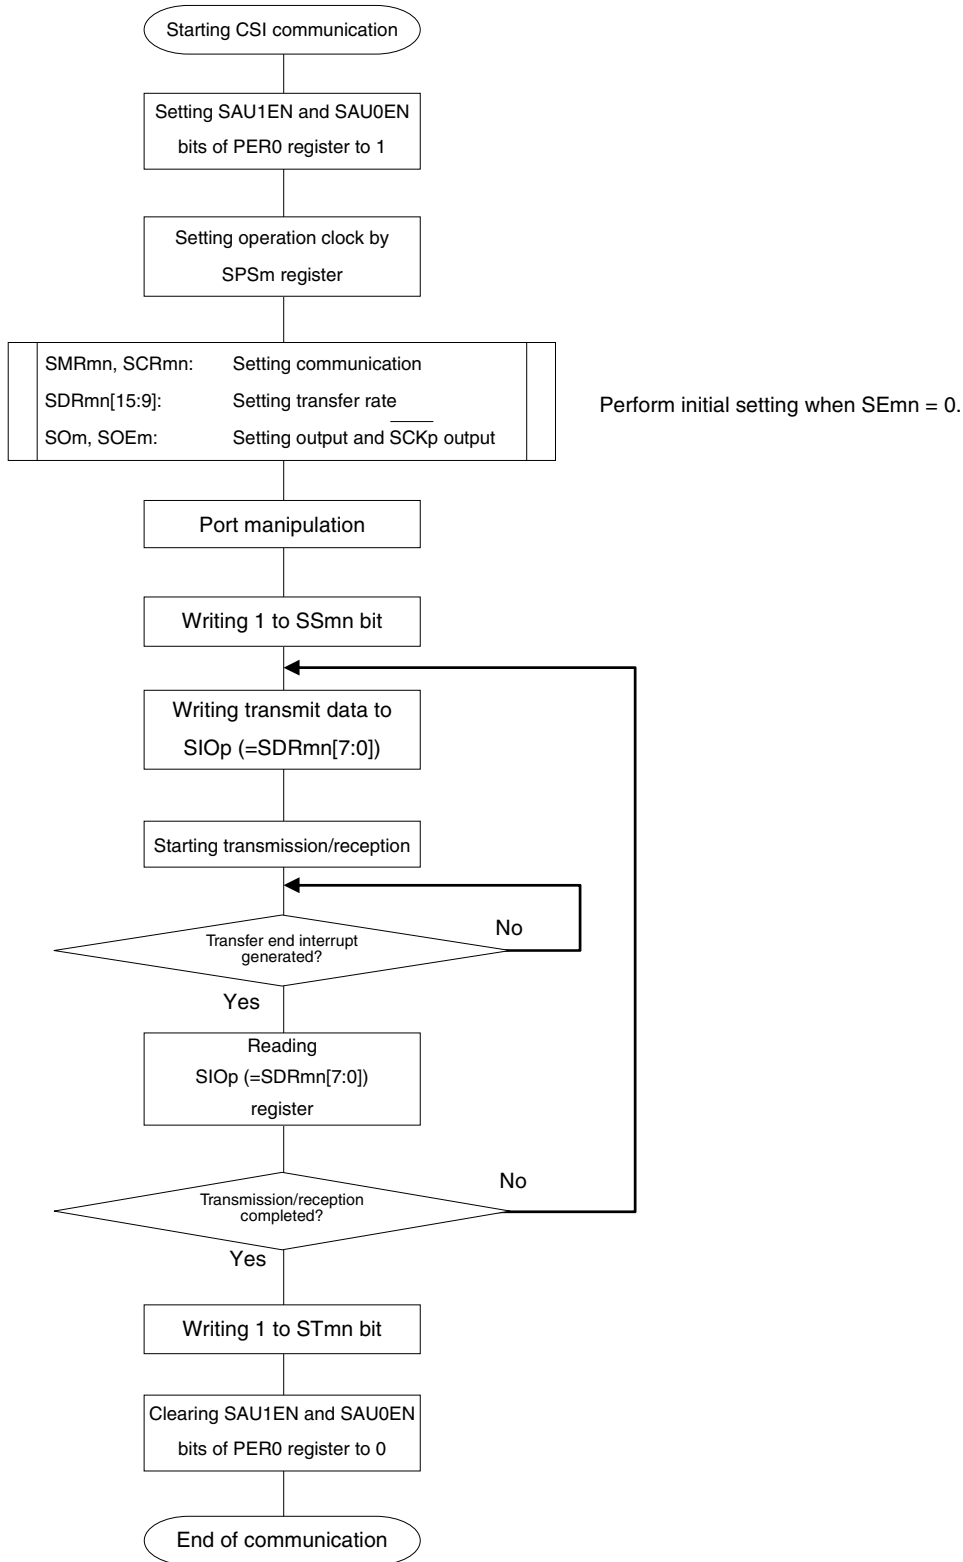 Starting CSI communication
Setting SAU1EN and SAU0EN
bits of PER0 register to 1
Setting operation clock by
SPSm register
SMRmn, SCRmn: Setting communication
SDRmn[15:9]: Setting transfer rate
SOm, SOEm: Setting output and SCKp output
Perform initial setting when SEmn = 0.
Port manipulation
Writing 1 to SSmn bit
Writing transmit data to
SIOp (=SDRmn[7:0])
Starting transmission/reception
No
Transfer end interrupt
generated?
Yes
Reading
SIOp (=SDRmn[7:0])
register
No
Transmission/reception
completed?
Yes
Writing 1 to STmn bit
Clearing SAU1EN and SAU0EN
bits of PER0 register to 0
End of communication